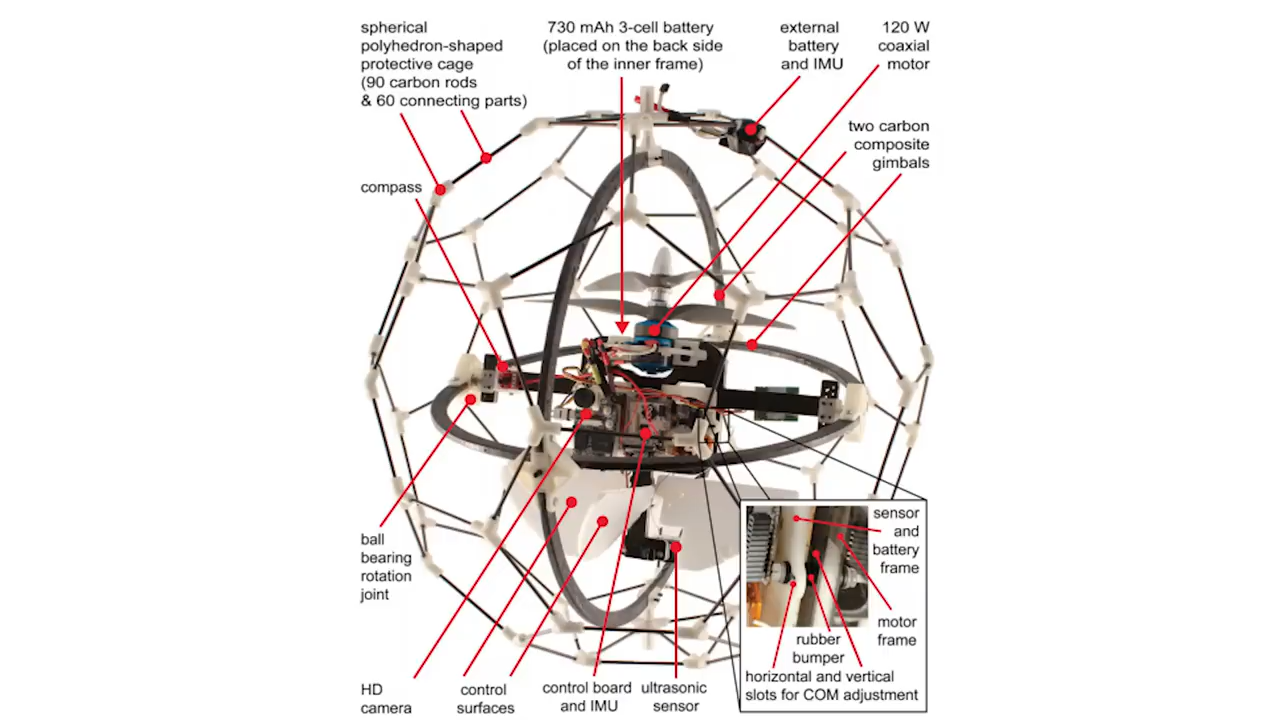 spherical
polyhedron-shaped
protective cage
(90 carbon rods
& 60 connecting parts)
730 mAh 3-cell battery
(placed on the back side
of the inner frame)
external
battery
and IMU
120 W
coaxial
motor
two carbon
composite
gimbals
compass
ball
bearing
rotation
joint
HD
camera
control
surfaces
control board
and IMU
ultrasonic
sensor
sensor
and
battery
frame
motor
frame
rubber
bumper
horizontal and vertical
slots for COM adjustment